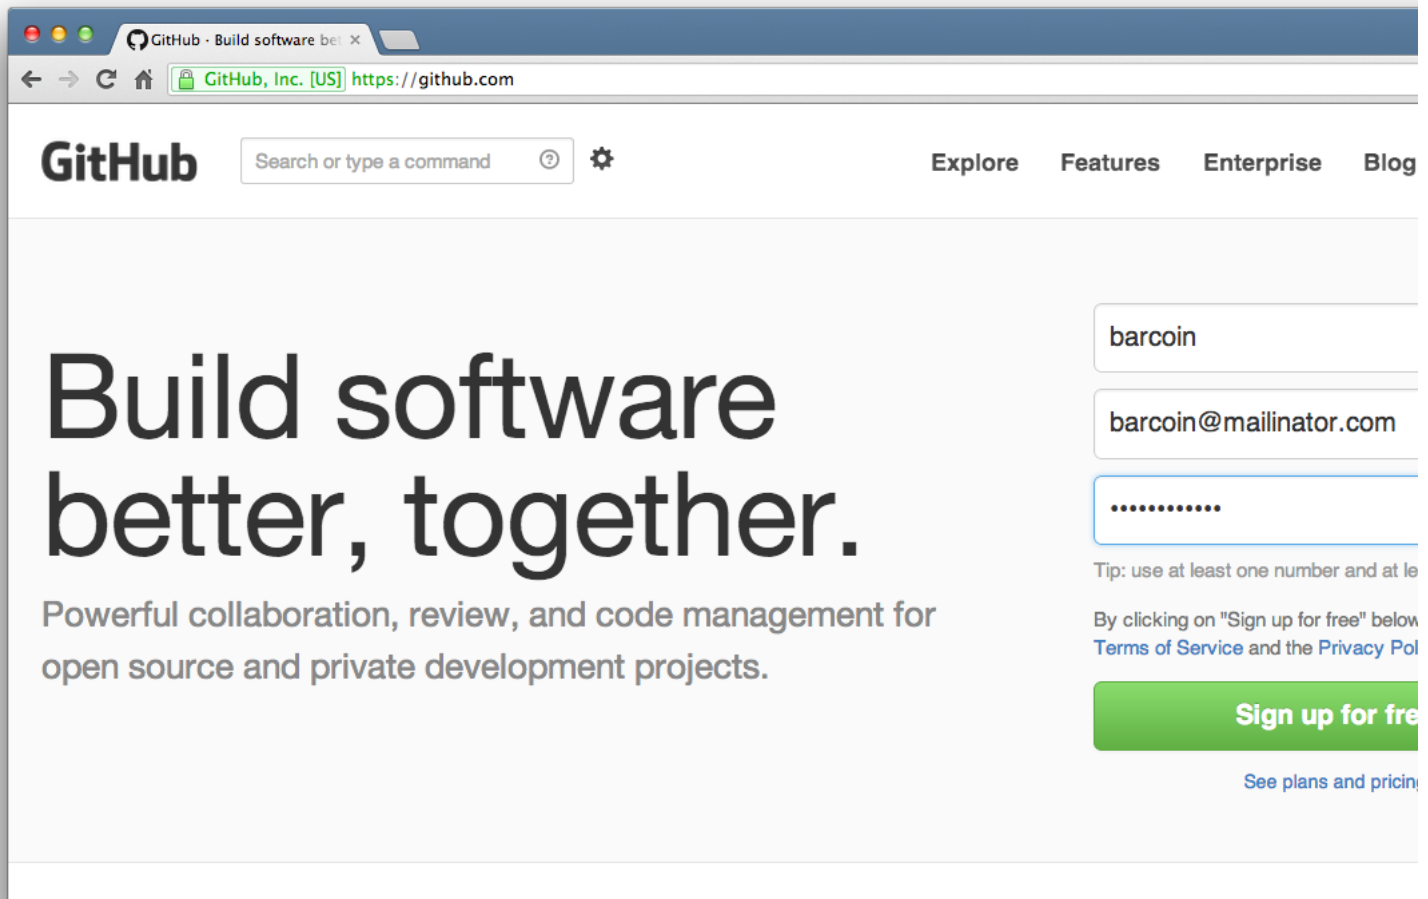 GitHub · Build software be
GitHub, Inc. [US] https://github.com
GitHub
Search or type a command
Explore Features Enterprise Blog
Build software
better, together.
Powerful collaboration, review, and code management for
open source and private development projects.
barcoin
barcoin@mailinator.com
••••••••••••
Tip: use at least one number and at le
By clicking on "Sign up for free" below
Terms of Service and the Privacy Pol
Sign up for fre
See plans and pricing